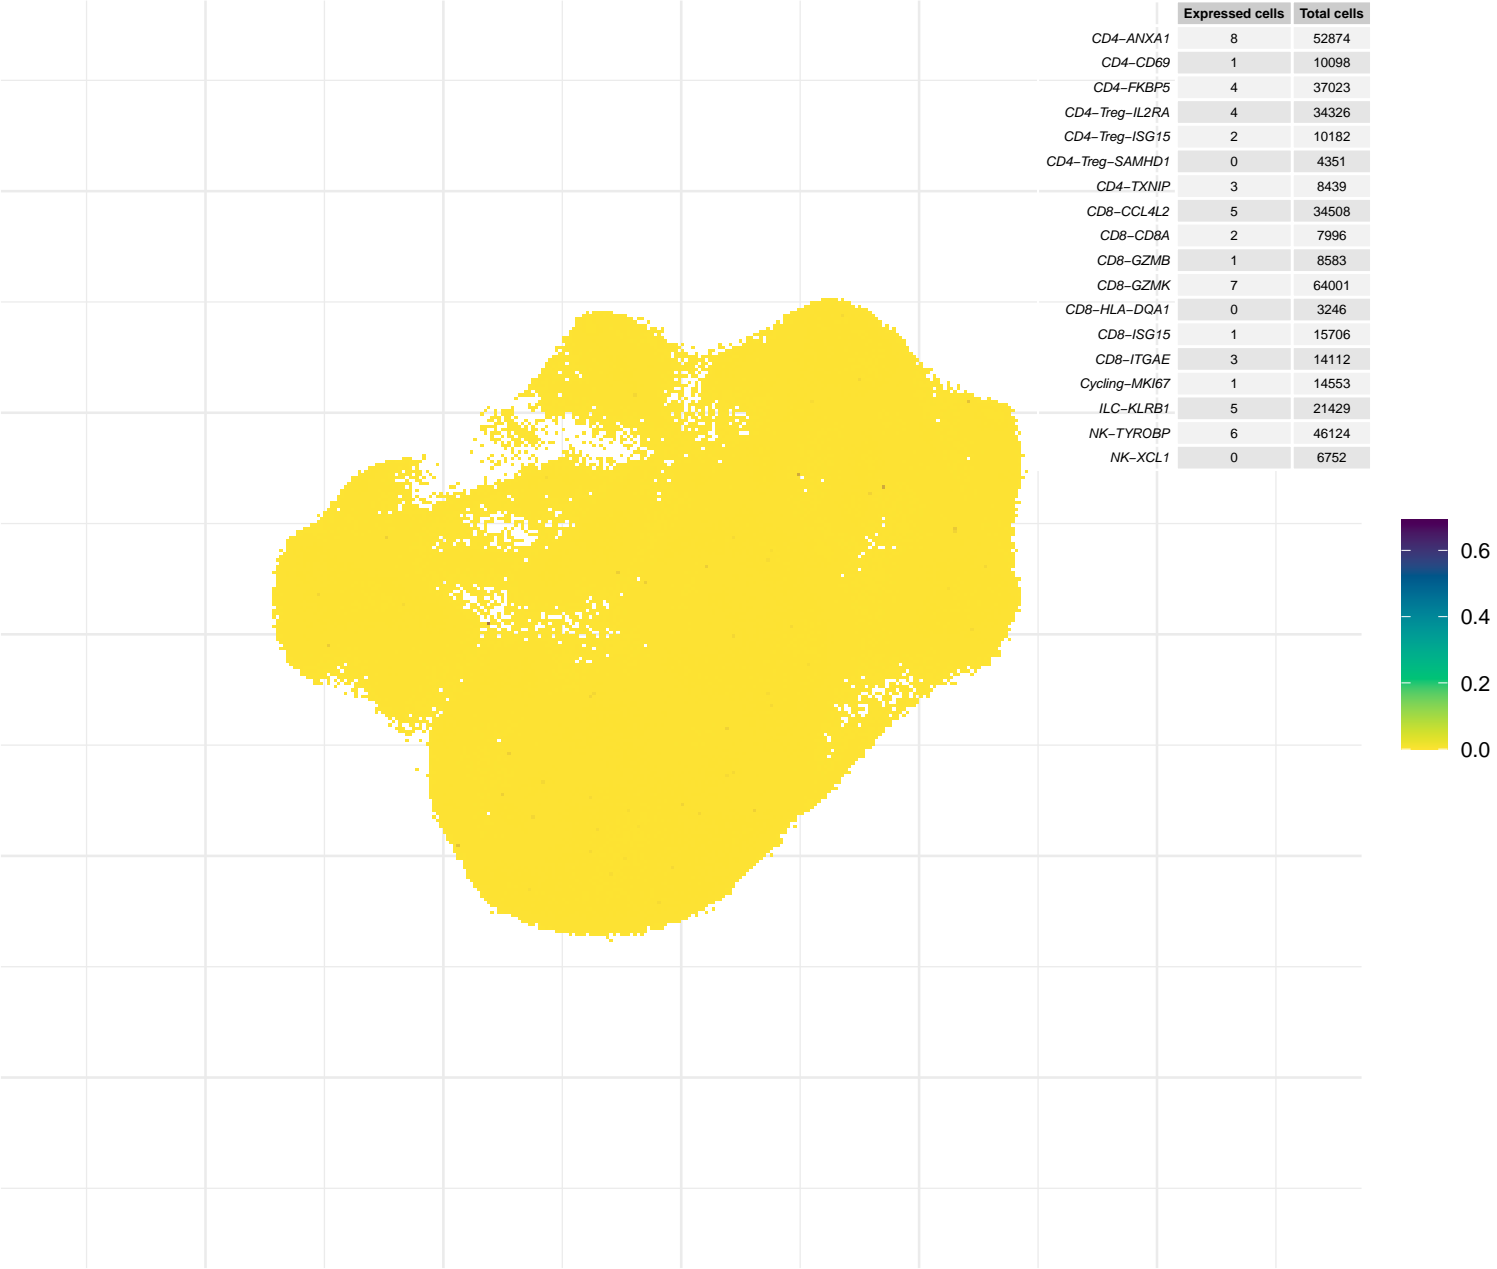 Expressed cells Total cells
CD4−ANXA1 8 52874
CD4−CD69 1 10098
CD4−FKBP5 4 37023
CD4−Treg−IL2RA 4 34326
CD4−Treg−ISG15 2 10182
CD4−Treg−SAMHD1 0 4351
CD4−TXNIP 3 8439
CD8−CCL4L2 5 34508
CD8−CD8A 2 7996
CD8−GZMB 1 8583
CD8−GZMK 7 64001
CD8−HLA−DQA1 0 3246
CD8−ISG15 1 15706
CD8−ITGAE 3 14112
Cycling−MKI67 1 14553
ILC−KLRB1 5 21429
NK−TYROBP 6 46124
NK−XCL1 0 6752
0.6
0.4
0.2
0.0